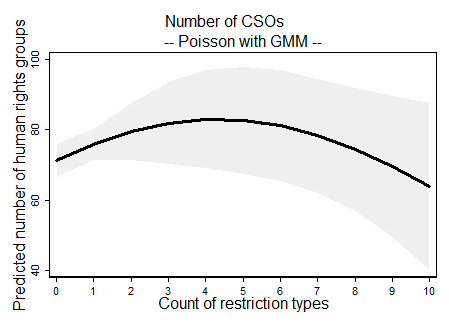 Number of CSOs
-- Poisson with GMM --
Predicted number of human rights groups
100
80
60
40
0 1 2 3 4 5 6 7 8 9 10
Count of restriction types